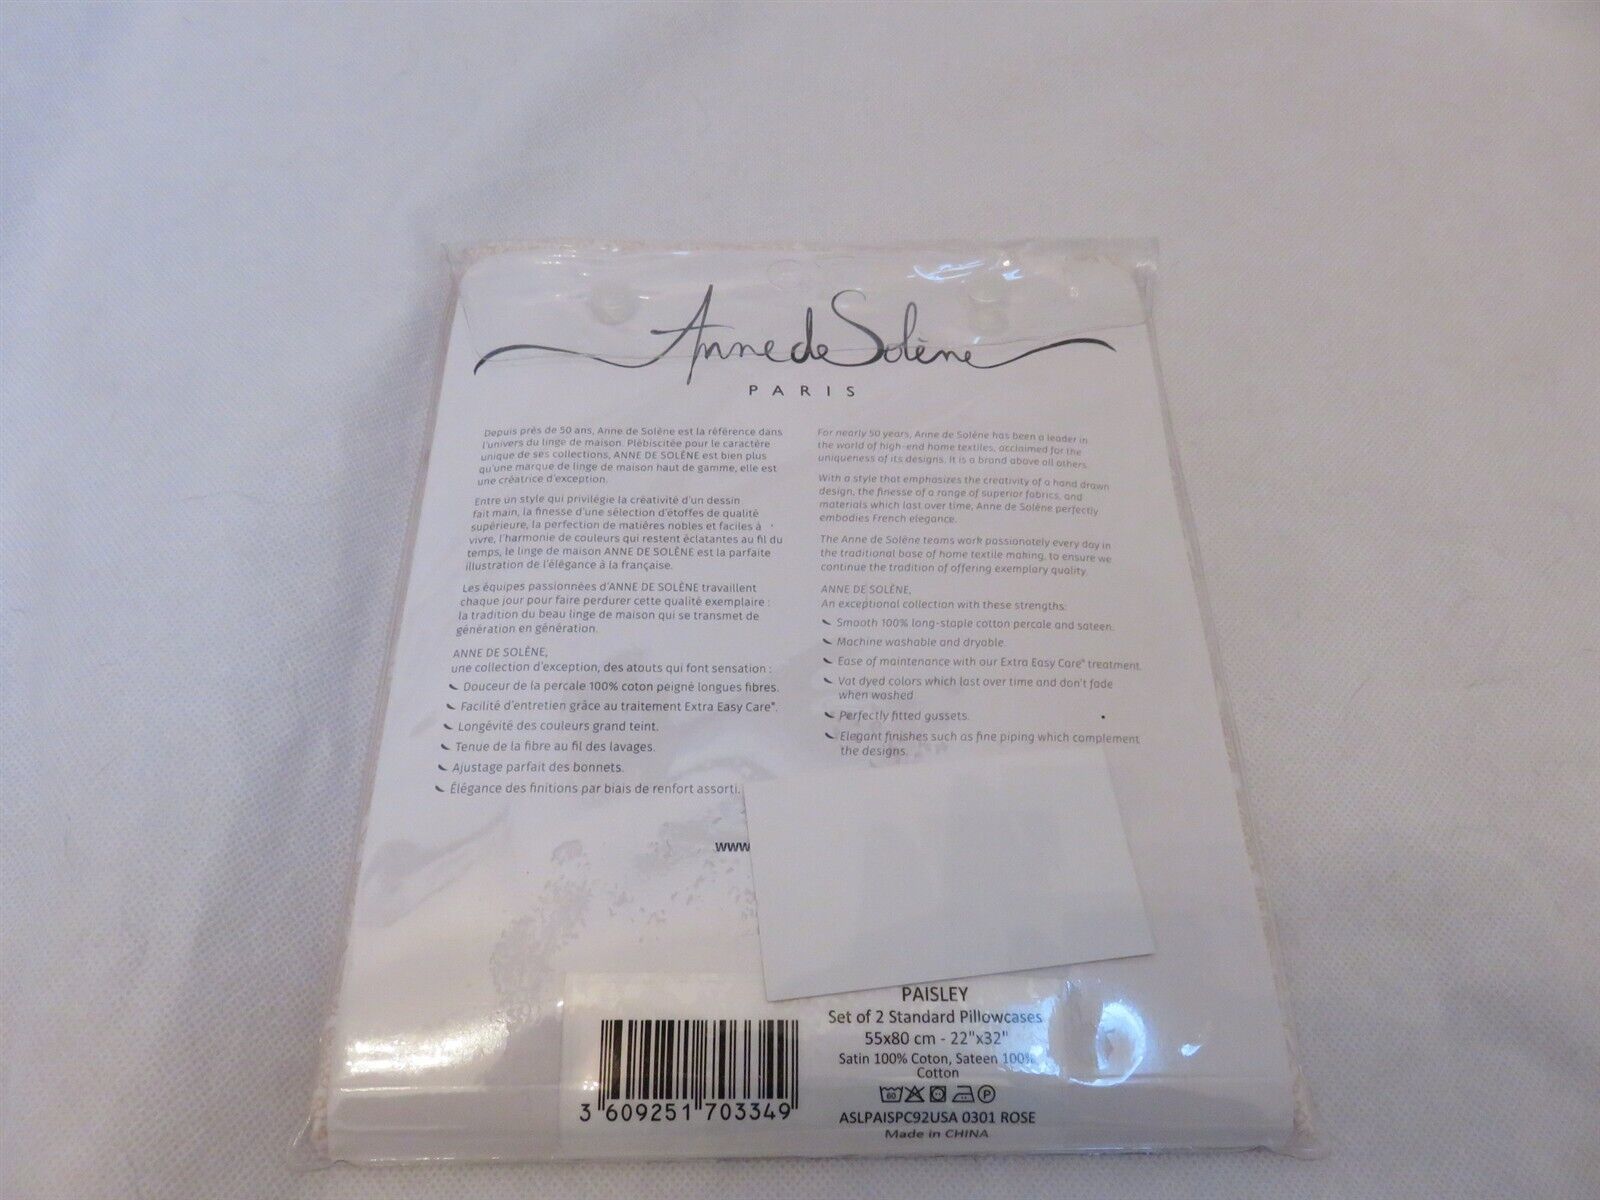 Anne de Solène
PARIS
Depuis près de 50 ans, Anne de Solène est la référence dans
l'univers du linge de maison. Plébiscitée pour le caractère
unique de ses collections, ANNE DE SOLÈNE est bien plus
qu'une marque de linge de maison haut de gamme, elle est
une créatrice d'exception.
Entre un style qui privilégie la créativité d'un dessin
fait main, la finesse d'une sélection d'étoffes de qualité
supérieure, la perfection de matières nobles et faciles à
vivre, l'harmonie de couleurs qui restent éclatantes au fil du
temps, le linge de maison ANNE DE SOLÈNE est la parfaite
illustration de l'élégance à la française.
Les équipes passionnées d'ANNE DE SOLÈNE travaillent
chaque jour pour faire perdurer cette qualité exemplaire :
la tradition du beau linge de maison qui se transmet de
génération en génération.
ANNE DE SOLÈNE,
une collection d'exception, des atouts qui font sensation :
Douceur de la percale 100% coton peigné longues fibres.
Facilité d'entretien grâce au traitement Extra Easy Care*.
Longévité des couleurs grand teint.
Tenue de la fibre au fil des lavages.
Ajustage parfait des bonnets.
Élégance des finitions par biais de renfort assorti.
For nearly 50 years, Anne de Solène has been a leader in
the world of high-end home textiles, acclaimed for the
uniqueness of its designs. It is a brand above all others.
With a style that emphasizes the creativity of a hand drawn
design, the finesse of a range of superior fabrics, and
materials which last over time, Anne de Solène perfectly
embodies French elegance.
The Anne de Solène teams work passionately every day in
the traditional base of home textile making, to ensure we
continue the tradition of offering exemplary quality.
ANNE DE SOLÈNE,
An exceptional collection with these strengths:
Smooth 100% long-staple cotton percale and sateen.
Machine washable and dryable.
Ease of maintenance with our Extra Easy Care* treatment.
Vat dyed colors which last over time and don't fade
when washed
Perfectly fitted gussets.
Elegant finishes such as fine piping which complement
the designs.
www.
PAISLEY
Set of 2 Standard Pillowcases
55x80 cm - 22"x32"
Satin 100% Coton, Sateen 100%
Cotton
60 P
ASLPAISPC92USA 0301 ROSE
Made in CHINA
3 609251 703349